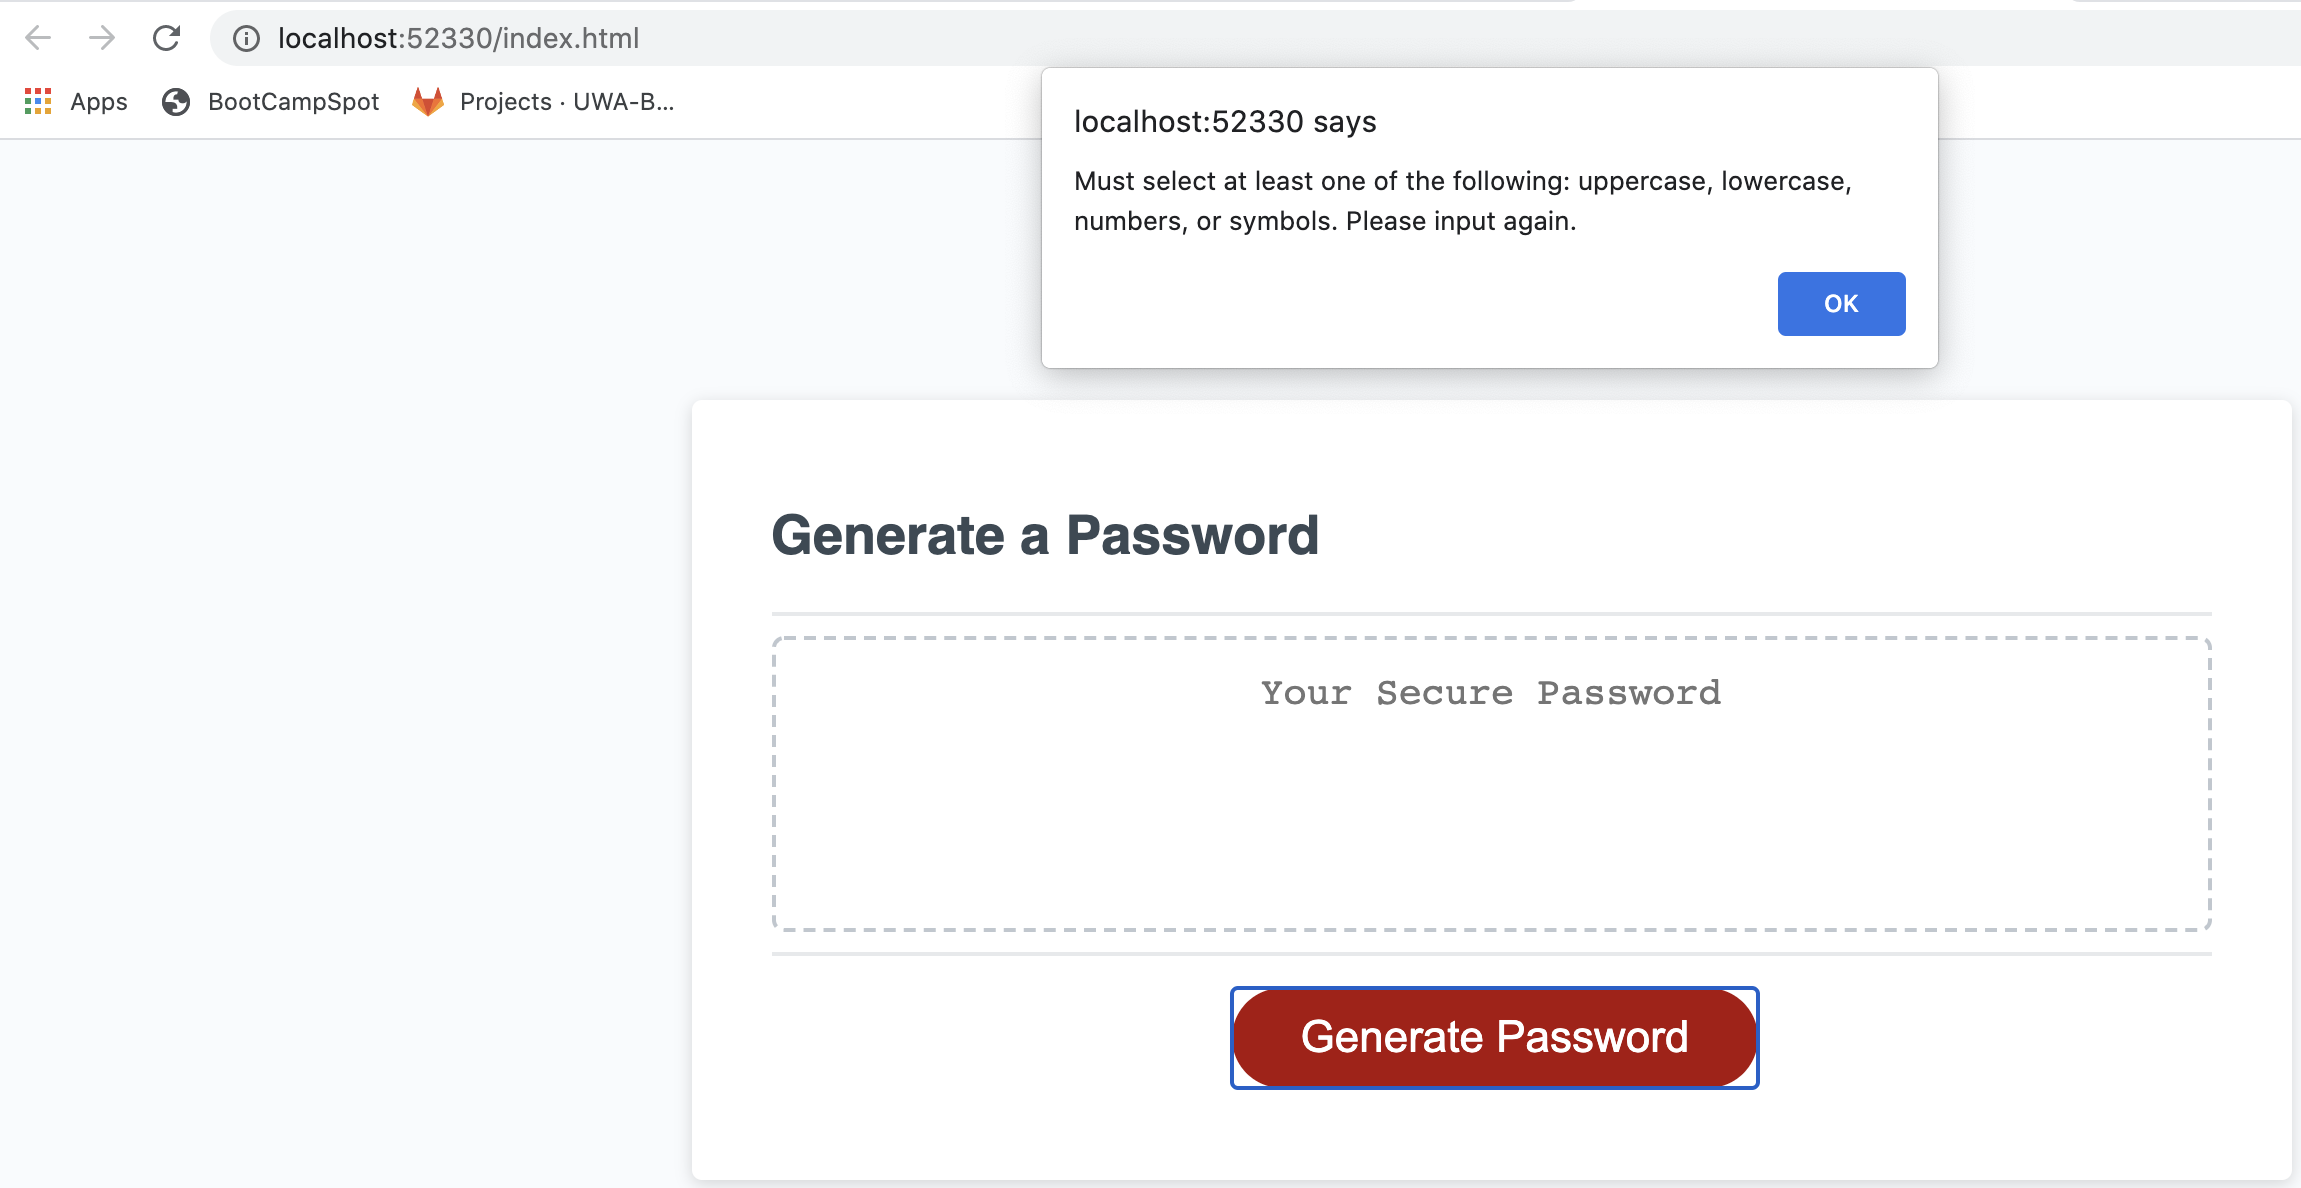 localhost:52330/index.html
Apps
BootCampSpot
Projects · UWA-B...
localhost:52330 says
Must select at least one of the following: uppercase, lowercase,
numbers, or symbols. Please input again.
OK
Generate a Password
Your Secure Password
Generate Password